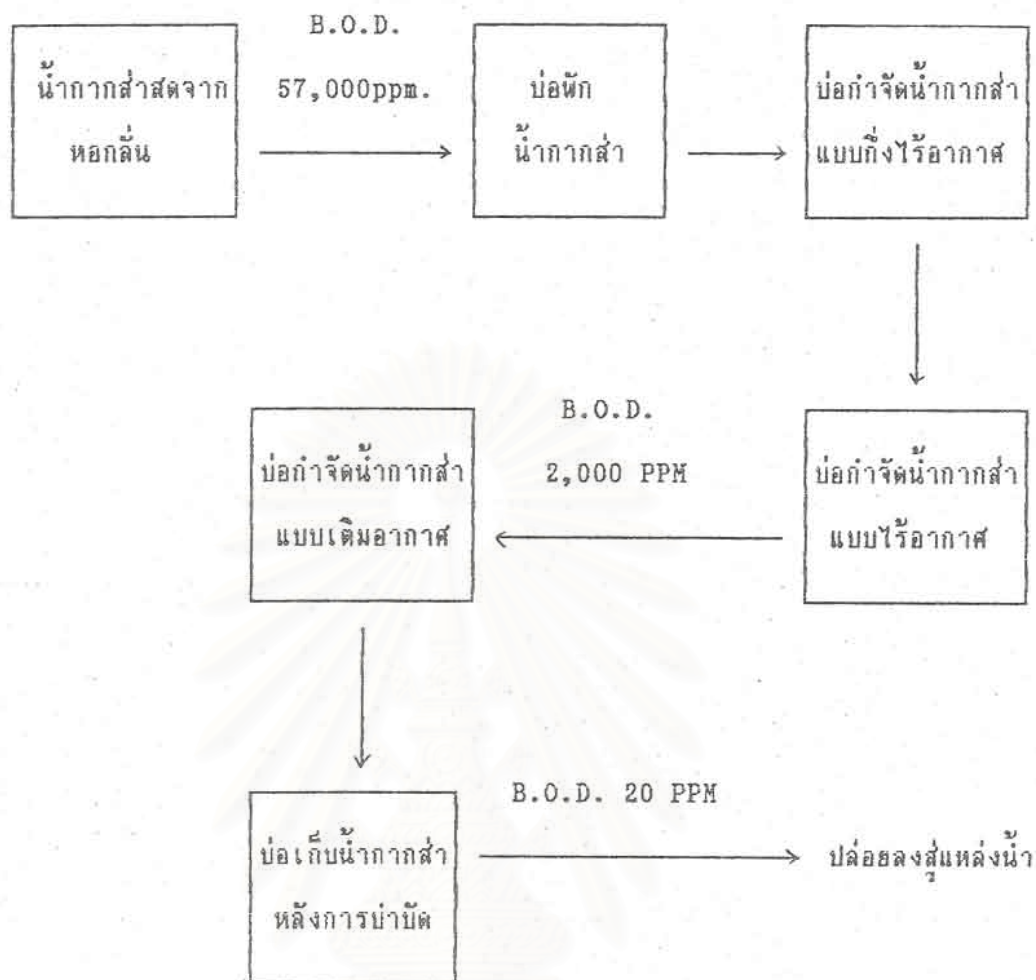 น้ำกากส่าสดจาก
หอกลั่น
B.O.D.
57,000ppm.
บ่อพัก
น้ำกากส่า
บ่อกำจัดน้ำกากส่า
แบบกึ่งไร้อากาศ
บ่อกำจัดน้ำกากส่า
แบบไร้อากาศ
B.O.D.
2,000 PPM
บ่อกำจัดน้ำกากส่า
แบบเติมอากาศ
บ่อเก็บน้ำกากส่า
หลังการบำบัด
B.O.D. 20 PPM
ปล่อยลงสู่แหล่งน้ำ